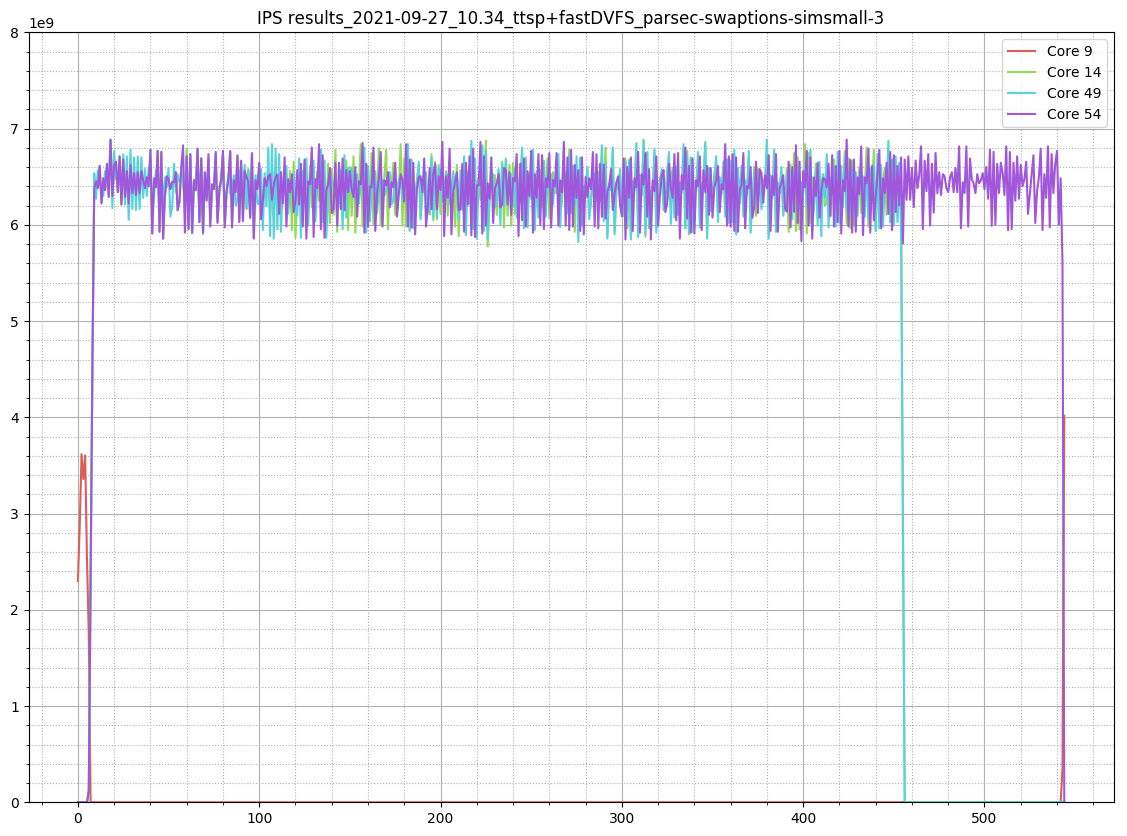 IPS results_2021-09-27_10.34_ttsp+fastDVFS_parsec-swaptions-simsmall-3
1e9
8
7
6
5
4
3
2
1
0
Core 9
Core 14
Core 49
Core 54
0 100 200 300 400 500